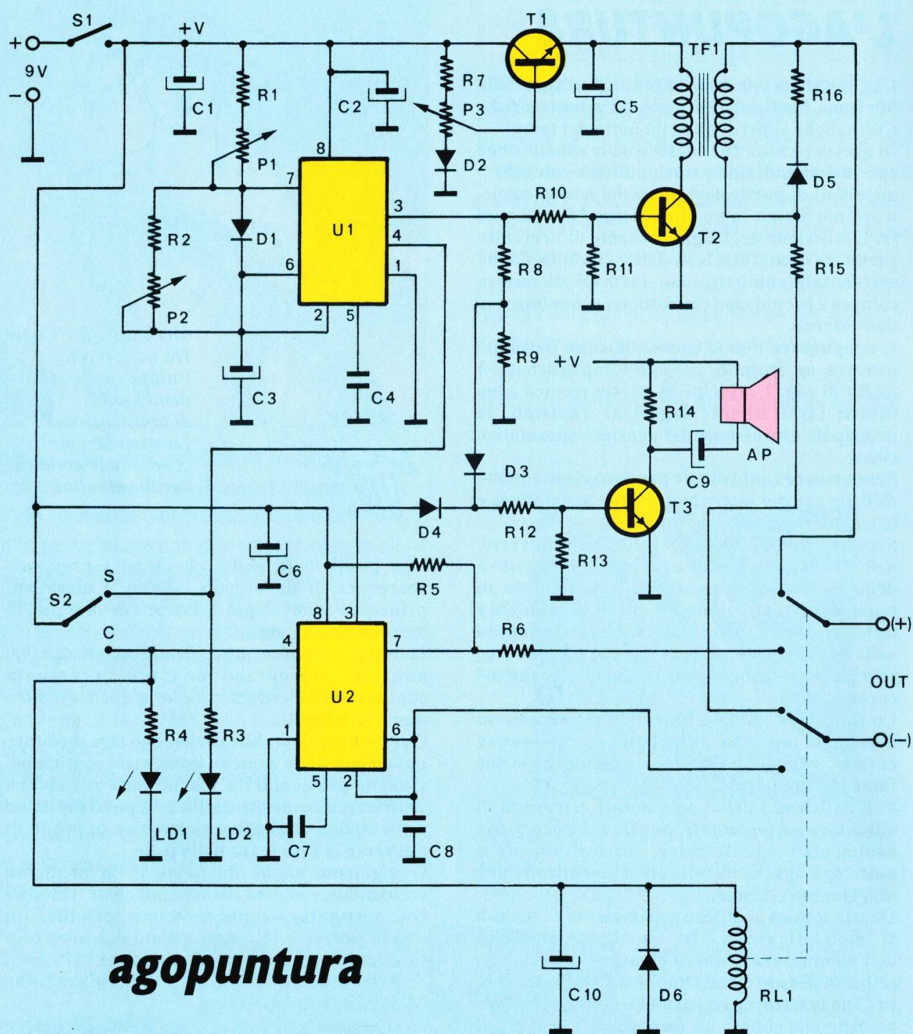 S1
+V
T1
+
9V
-
C1
R1
C2
R7
P3
C5
TF1
R16
P1
8
D2
D5
7
3
R10
R2
D1
U1
4
T2
P2
6
1
R8
R11
R15
2
5
R9
C3
C4
+V
R14
AP
D3
C9
D4
R12
T3
C6
R13
S
R5
S2
C
8
3
4
7
R6
(+)
U2
OUT
R4
R3
1
6
(-)
5
2
LD1
LD2
C7
C8
agopuntura
C10
D6
RL1